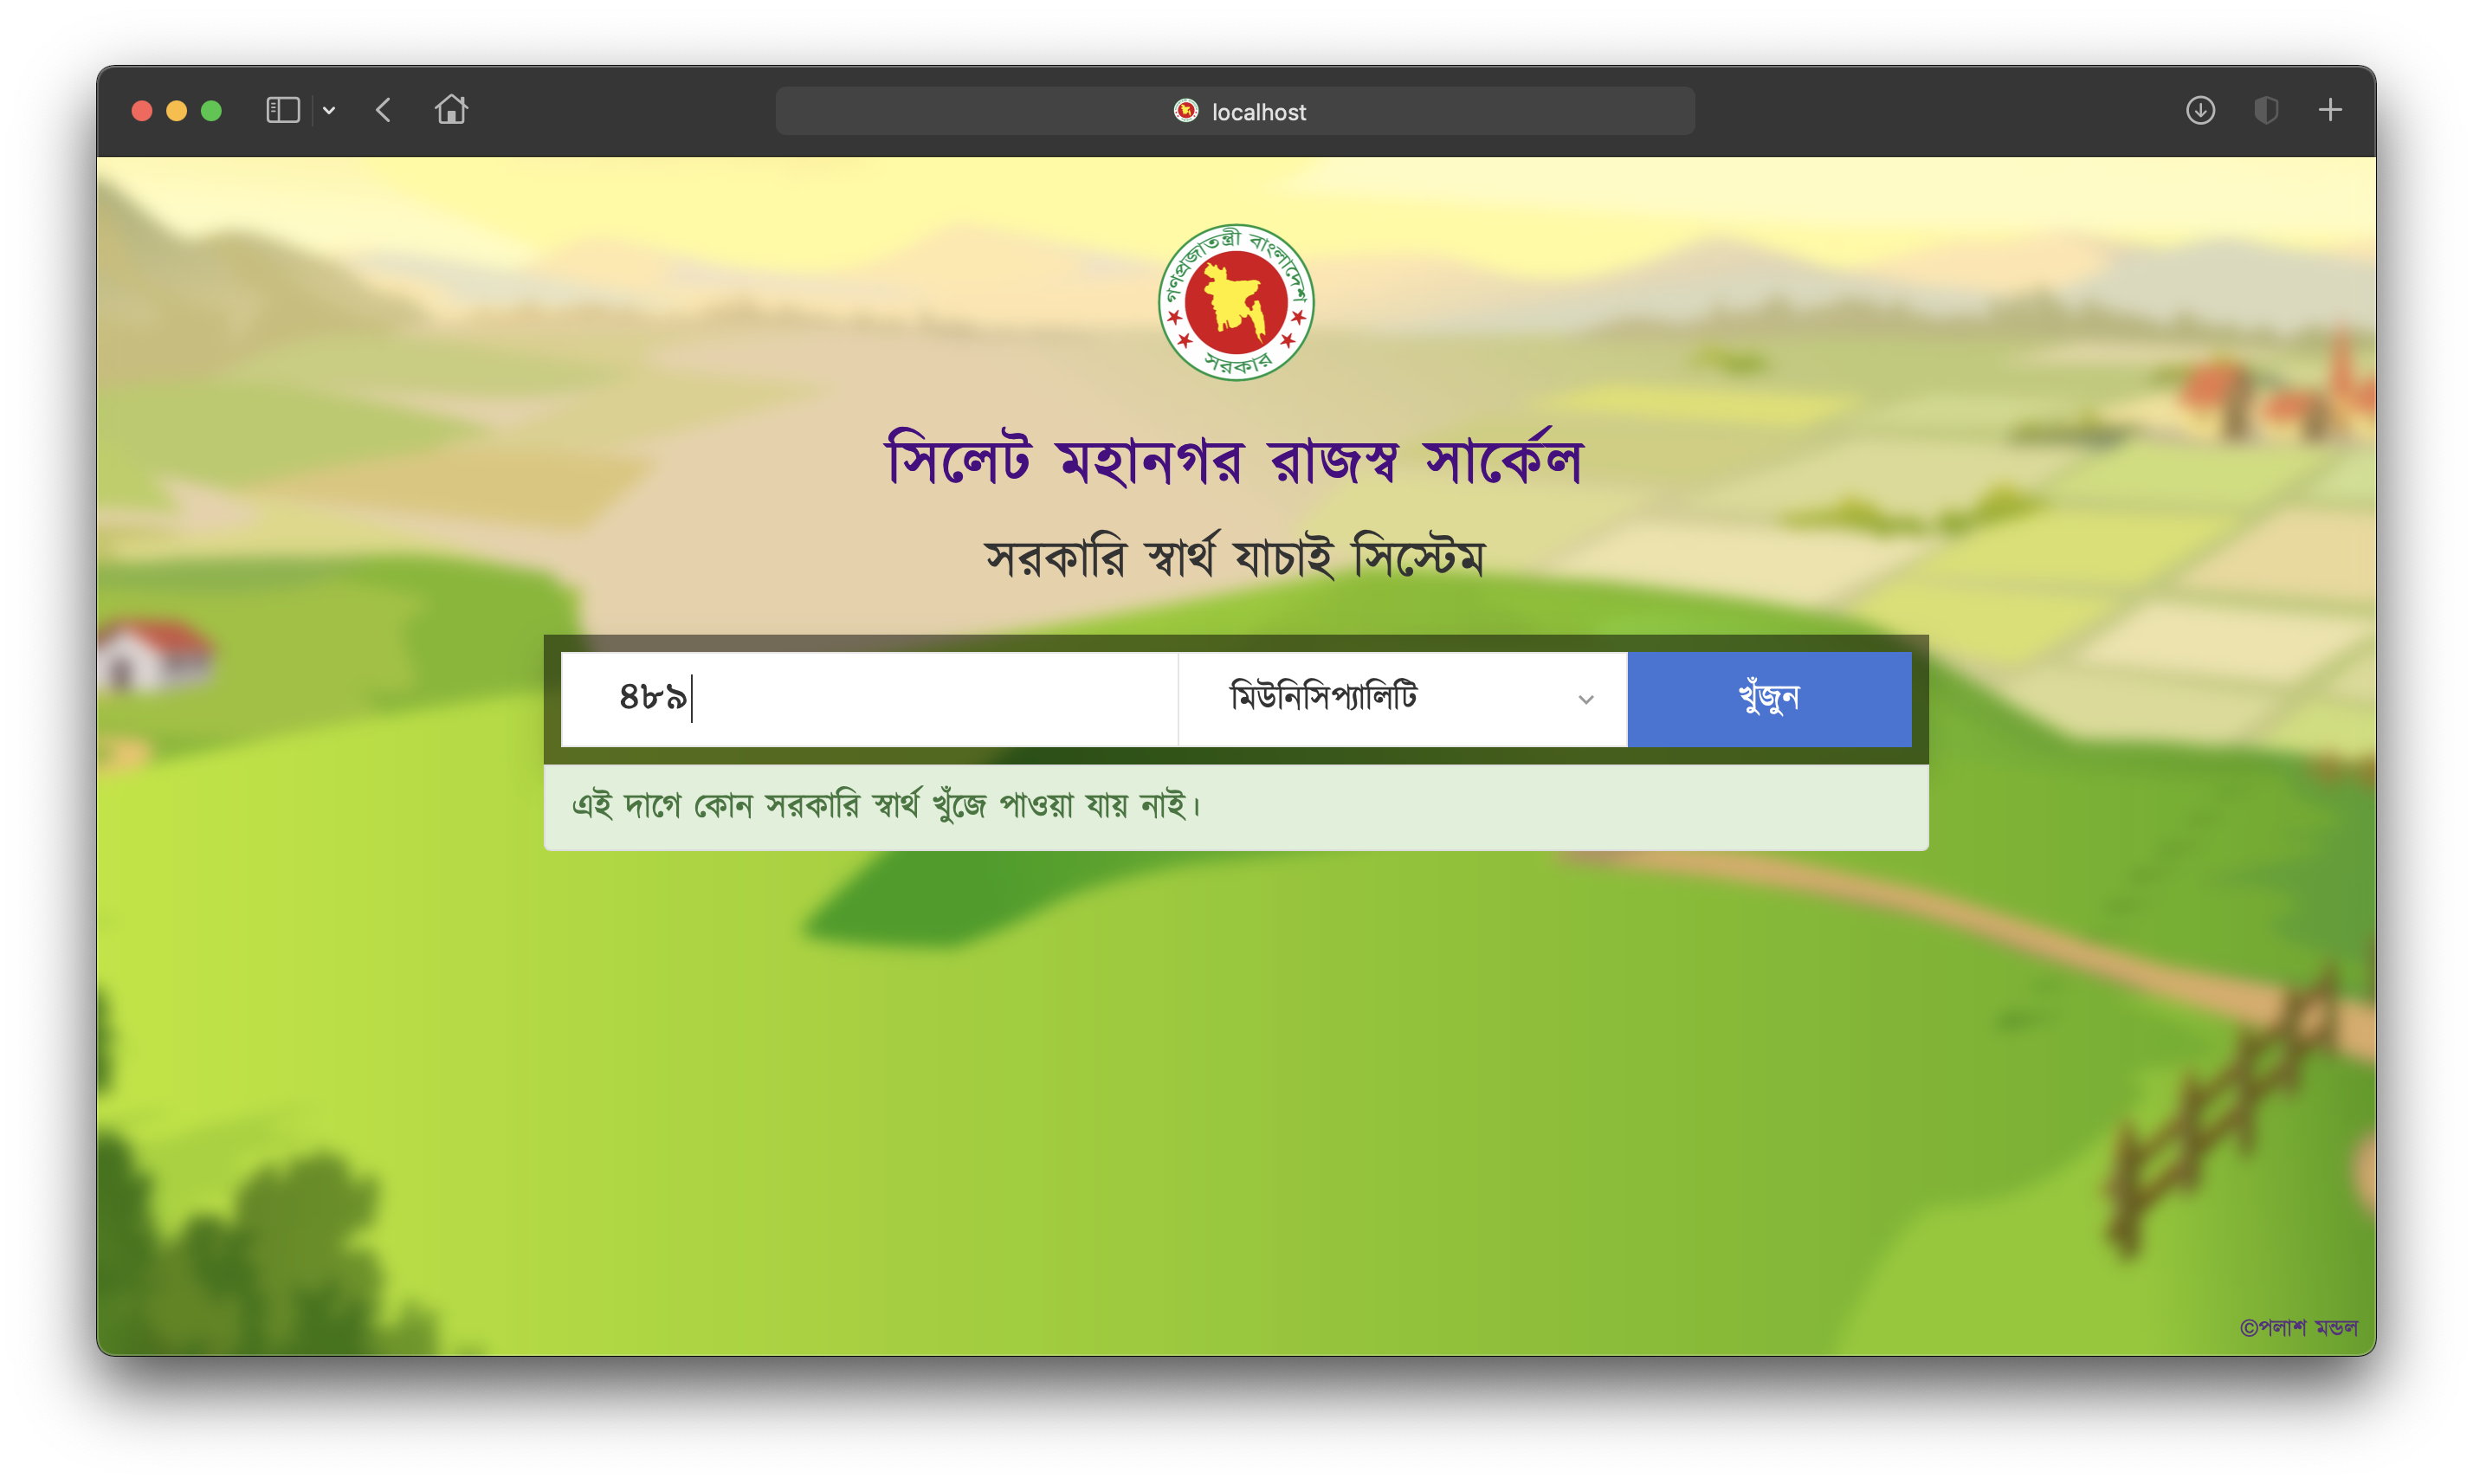 localhost
গণপ্রজাতন্ত্রী বাংলাদেশ
সরকার
সিলেট মহানগর রাজস্ব সার্কেল
সরকারি স্বার্থ যাচাই সিস্টেম
৪৮৯ মিউনিসিপ্যালিটি খুঁজুন
এই দাগে কোন সরকারি স্বার্থ খুঁজে পাওয়া যায় নাই।
©পলাশ মন্ডল